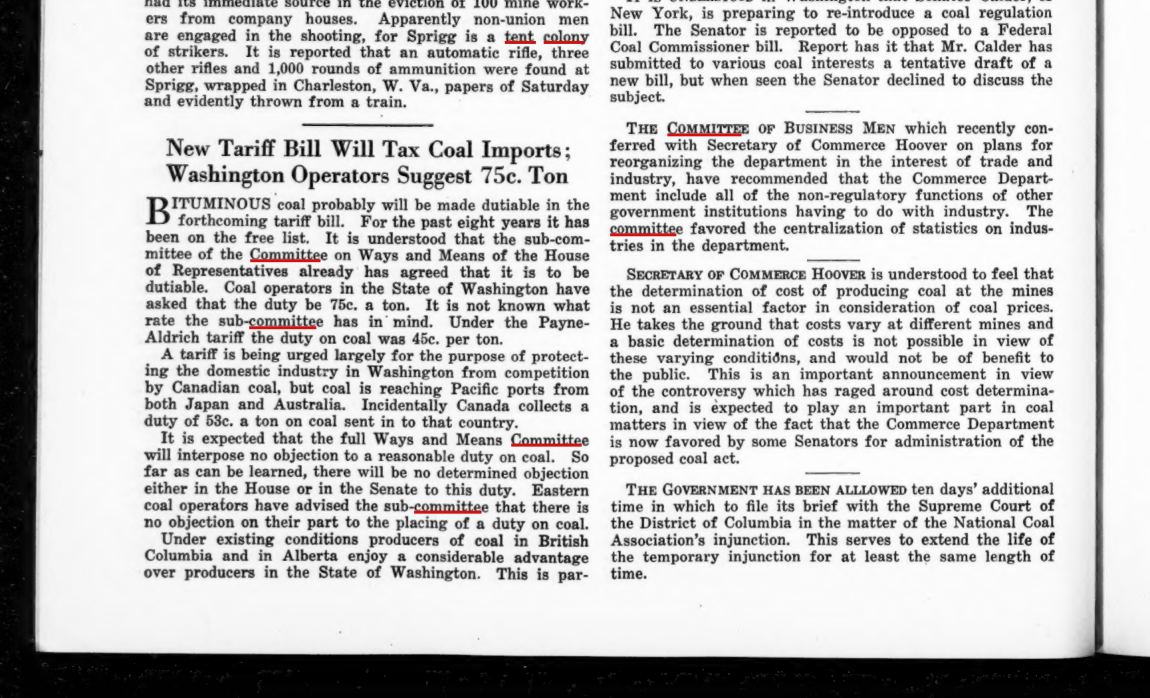 had its immediate source in the eviction of 100 mine work-
ers from company houses. Apparently non-union men
are engaged in the shooting, for Sprigg is a tent colony
of strikers. It is reported that an automatic rifle, three
other rifles and 1,000 rounds of ammunition were found at
Sprigg, wrapped in Charleston, W. Va., papers of Saturday
and evidently thrown from a train.
New Tariff Bill Will Tax Coal Imports;
Washington Operators Suggest 75c. Ton
BITUMINOUS coal probably will be made dutiable in the
forthcoming tariff bill. For the past eight years it has
been on the free list. It is understood that the sub-com-
mittee of the Committee on Ways and Means of the House
of Representatives already has agreed that it is to be
dutiable. Coal operators in the State of Washington have
asked that the duty be 75c. a ton. It is not known what
rate the sub-committee has in mind. Under the Payne-
Aldrich tariff the duty on coal was 45c. per ton.
A tariff is being urged largely for the purpose of protect-
ing the domestic industry in Washington from competition
by Canadian coal, but coal is reaching Pacific ports from
both Japan and Australia. Incidentally Canada collects a
duty of 53c. a ton on coal sent in to that country.
It is expected that the full Ways and Means Committee
will interpose no objection to a reasonable duty on coal. So
far as can be learned, there will be no determined objection
either in the House or in the Senate to this duty. Eastern
coal operators have advised the sub-committee that there is
no objection on their part to the placing of a duty on coal.
Under existing conditions producers of coal in British
Columbia and in Alberta enjoy a considerable advantage
over producers in the State of Washington. This is par-
New York, is preparing to re-introduce a coal regulation
bill. The Senator is reported to be opposed to a Federal
Coal Commissioner bill. Report has it that Mr. Calder has
submitted to various coal interests a tentative draft of a
new bill, but when seen the Senator declined to discuss the
subject.
THE COMMITTEE OF BUSINESS MEN which recently con-
ferred with Secretary of Commerce Hoover on plans for
reorganizing the department in the interest of trade and
industry, have recommended that the Commerce Depart-
ment include all of the non-regulatory functions of other
government institutions having to do with industry. The
committee favored the centralization of statistics on indus-
tries in the department.
SECRETARY OF COMMERCE HOOVER is understood to feel that
the determination of cost of producing coal at the mines
is not an essential factor in consideration of coal prices.
He takes the ground that costs vary at different mines and
a basic determination of costs is not possible in view of
these varying conditions, and would not be of benefit to
the public. This is an important announcement in view
of the controversy which has raged around cost determina-
tion, and is expected to play an important part in coal
matters in view of the fact that the Commerce Department
is now favored by some Senators for administration of the
proposed coal act.
THE GOVERNMENT HAS BEEN ALLLOWED ten days' additional
time in which to file its brief with the Supreme Court of
the District of Columbia in the matter of the National Coal
Association's injunction. This serves to extend the life of
the temporary injunction for at least the same length of
time.